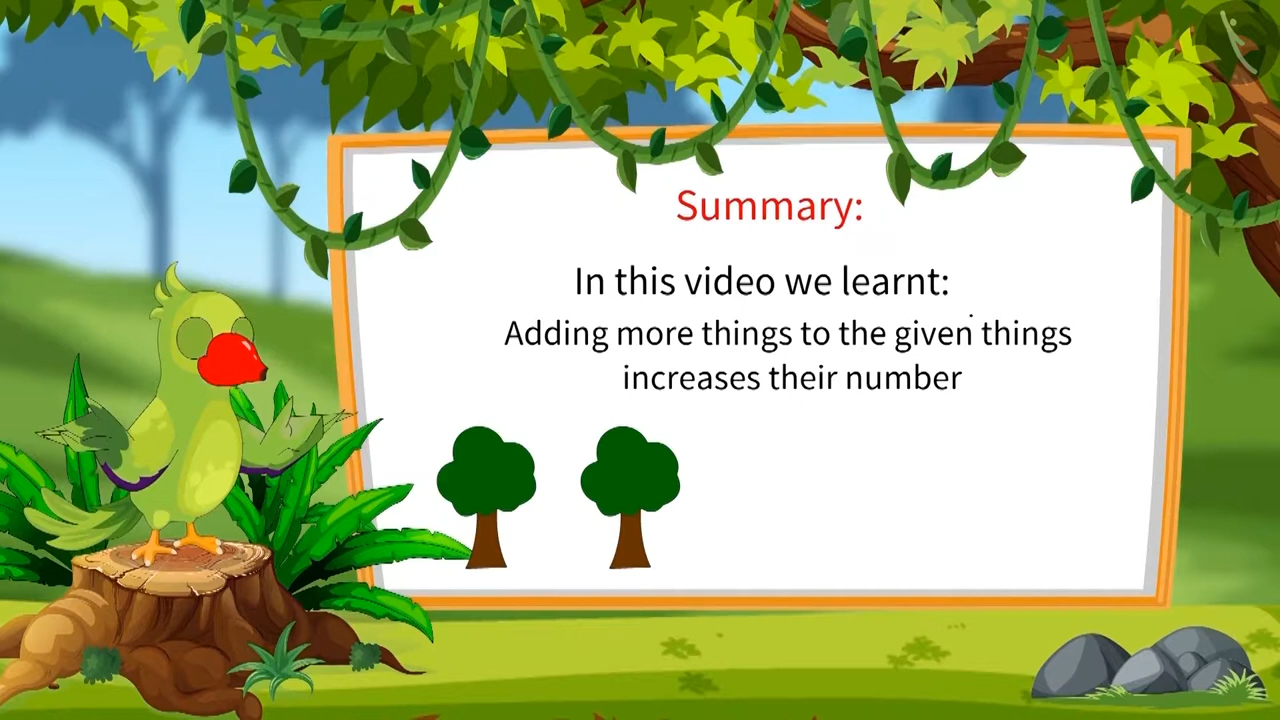 Summary:
In this video we learnt:
Adding more things to the given things
increases their number